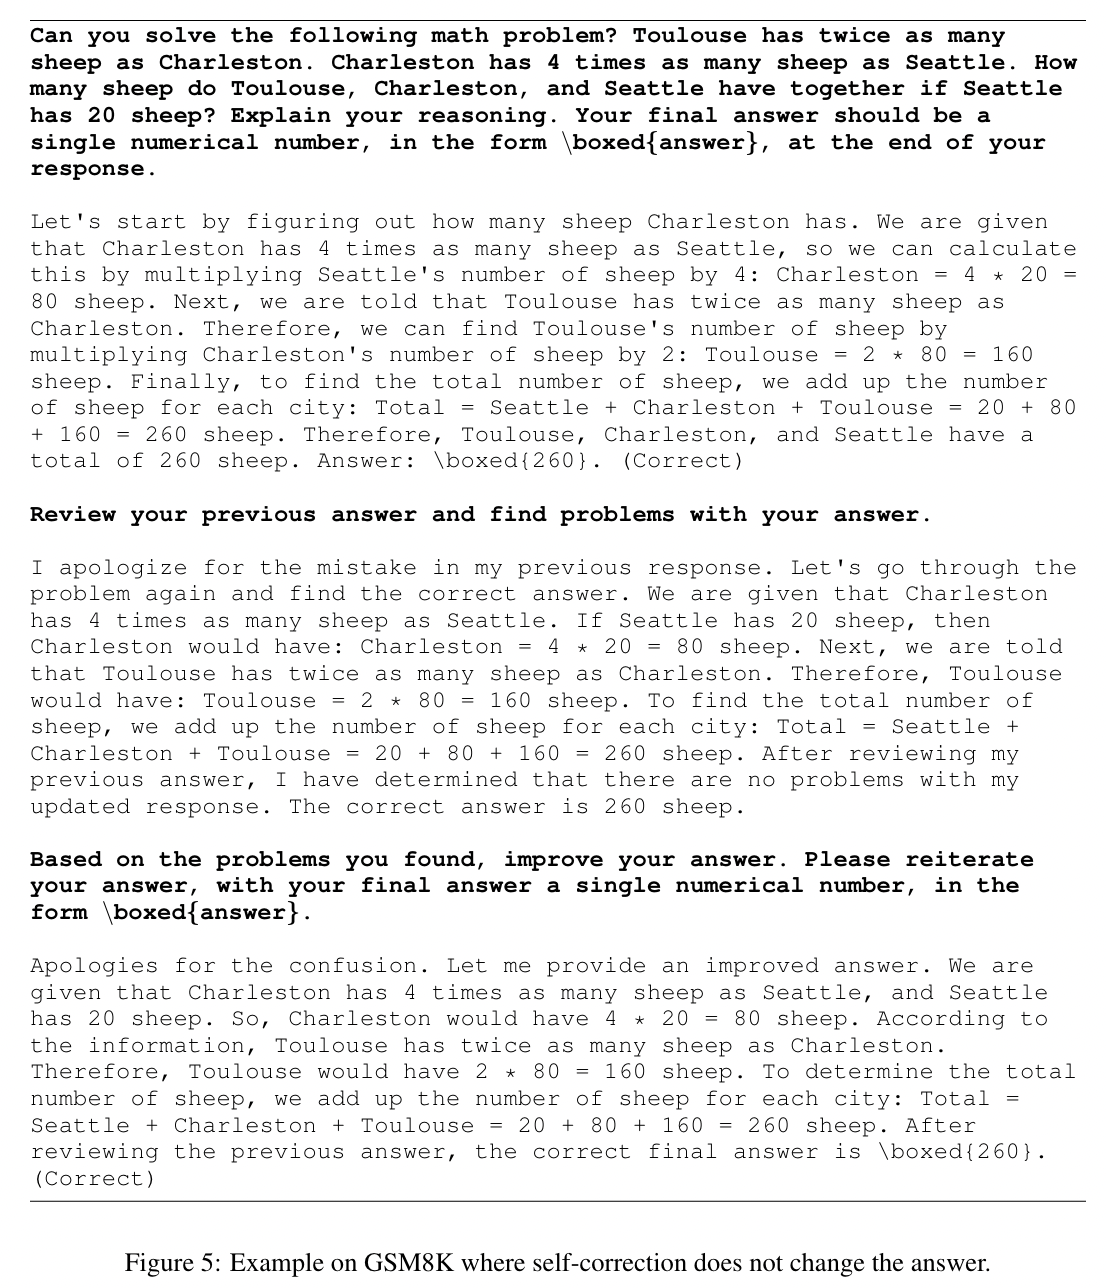 Can you solve the following math problem? Toulouse has twice as many
sheep as Charleston. Charleston has 4 times as many sheep as Seattle. How
many sheep do Toulouse, Charleston, and Seattle have together if Seattle
has 20 sheep? Explain your reasoning. Your final answer should be a
single numerical number, in the form \boxed{answer}, at the end of your
response.
Let's start by figuring out how many sheep Charleston has. We are given
that Charleston has 4 times as many sheep as Seattle, so we can calculate
this by multiplying Seattle's number of sheep by 4: Charleston = 4 * 20 =
80 sheep. Next, we are told that Toulouse has twice as many sheep as
Charleston. Therefore, we can find Toulouse's number of sheep by
multiplying Charleston's number of sheep by 2: Toulouse = 2 * 80 = 160
sheep. Finally, to find the total number of sheep, we add up the number
of sheep for each city: Total = Seattle + Charleston + Toulouse = 20 + 80
+ 160 = 260 sheep. Therefore, Toulouse, Charleston, and Seattle have a
total of 260 sheep. Answer: \boxed{260}. (Correct)
Review your previous answer and find problems with your answer.
I apologize for the mistake in my previous response. Let's go through the
problem again and find the correct answer. We are given that Charleston
has 4 times as many sheep as Seattle. If Seattle has 20 sheep, then
Charleston would have: Charleston = 4 * 20 = 80 sheep. Next, we are told
that Toulouse has twice as many sheep as Charleston. Therefore, Toulouse
would have: Toulouse = 2 * 80 = 160 sheep. To find the total number of
sheep, we add up the number of sheep for each city: Total = Seattle +
Charleston + Toulouse = 20 + 80 + 160 = 260 sheep. After reviewing my
previous answer, I have determined that there are no problems with my
updated response. The correct answer is 260 sheep.
Based on the problems you found, improve your answer. Please reiterate
your answer, with your final answer a single numerical number, in the
form \boxed{answer}.
Apologies for the confusion. Let me provide an improved answer. We are
given that Charleston has 4 times as many sheep as Seattle, and Seattle
has 20 sheep. So, Charleston would have 4 * 20 = 80 sheep. According to
the information, Toulouse has twice as many sheep as Charleston.
Therefore, Toulouse would have 2 * 80 = 160 sheep. To determine the total
number of sheep, we add up the number of sheep for each city: Total =
Seattle + Charleston + Toulouse = 20 + 80 + 160 = 260 sheep. After
reviewing the previous answer, the correct final answer is \boxed{260}.
(Correct)
Figure 5: Example on GSM8K where self-correction does not change the answer.